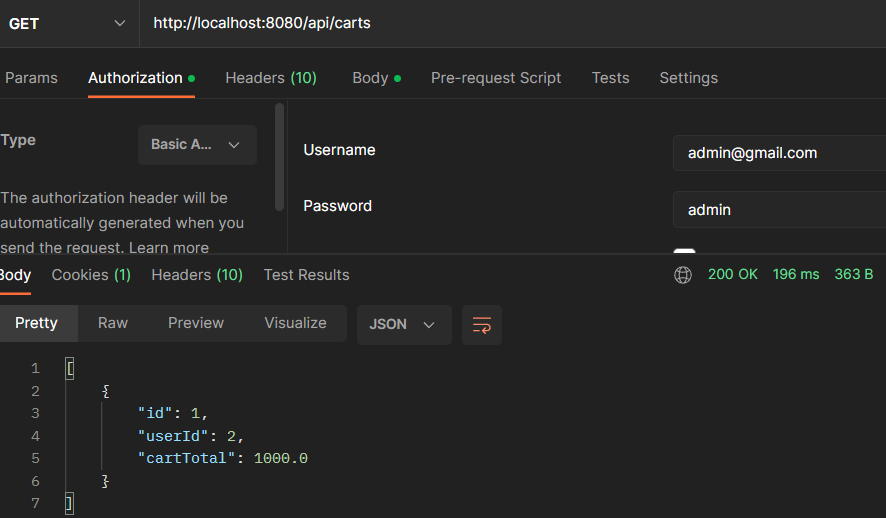 GET http://localhost:8080/api/carts
Params Authorization Headers (10) Body Pre-request Script Tests Settings
Type Basic A...
The authorization header will be
automatically generated when you
send the request. Learn more
Username admin@gmail.com
Password admin
Body Cookies (1) Headers (10) Test Results 200 OK 196 ms 363 B
Pretty Raw Preview Visualize JSON
1 [
2 {
3 "id": 1,
4 "userId": 2,
5 "cartTotal": 1000.0
6 }
7 ]